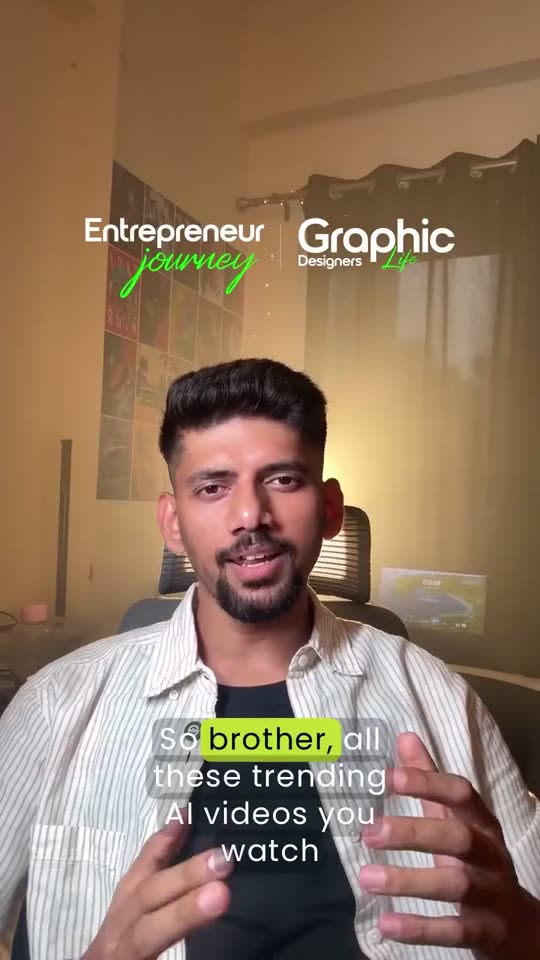 Entrepreneur
journey
Graphic
Designers Life
So brother, all
these trending
AI videos you
watch